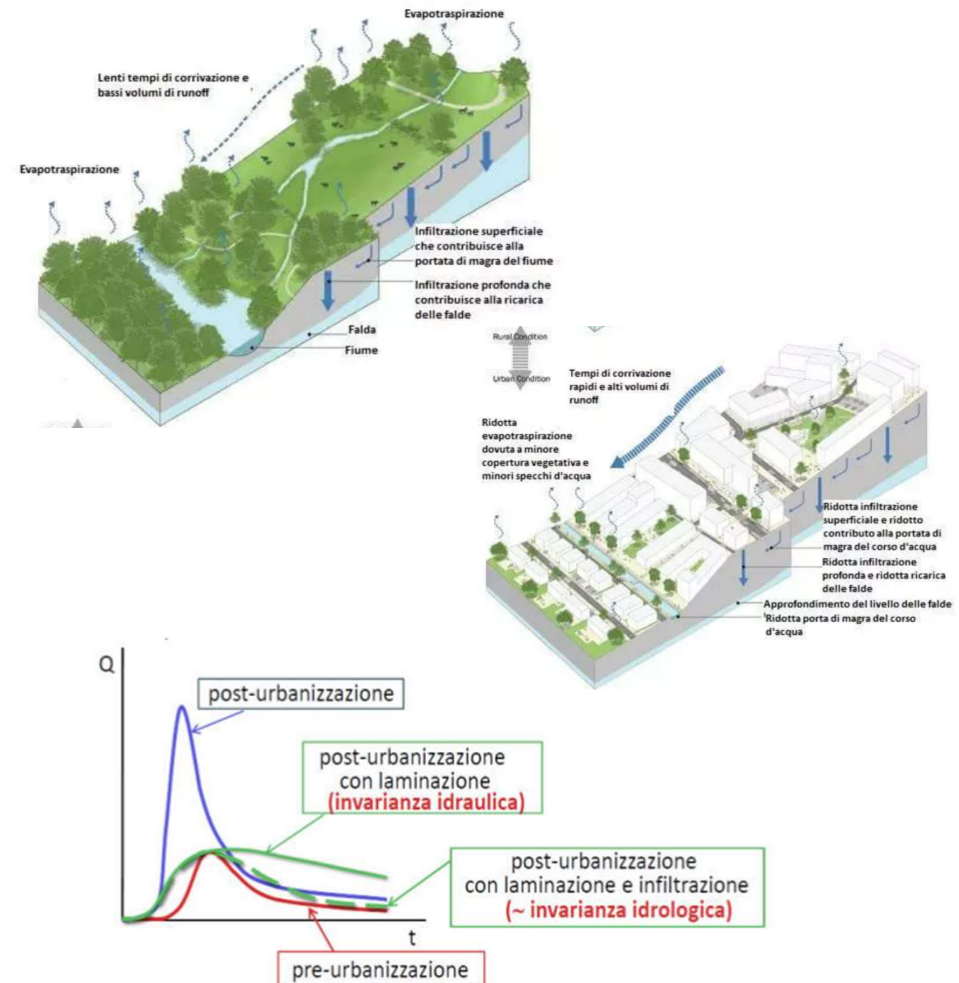 Evapotraspirazione
Lenti tempi di corrivazione e
bassi volumi di runoff
Evapotraspirazione
Infiltrazione superficiale
che contribuisce alla
portata di magra del fiume
Infiltrazione profonda che
contribuisce alla ricarica
delle falde
Falda
Fiume
Rural Condition
Urban Condition
Tempi di corrivazione
rapidi e alti volumi di
runoff
Ridotta
evapotraspirazione
dovuta a minore
copertura vegetativa e
minori specchi d'acqua
Ridotta infiltrazione
superficiale e ridotto
contributo alla portata di
magra del corso d'acqua
Ridotta infiltrazione
profonda e ridotta ricarica
delle falde
Approfondimento del livello delle falde
'Ridotta porta di magra del corso
d'acqua
Q
post-urbanizzazione
post-urbanizzazione
con laminazione
(invarianza idraulica)
post-urbanizzazione
con laminazione e infiltrazione
(~ invarianza idrologica)
t
pre-urbanizzazione